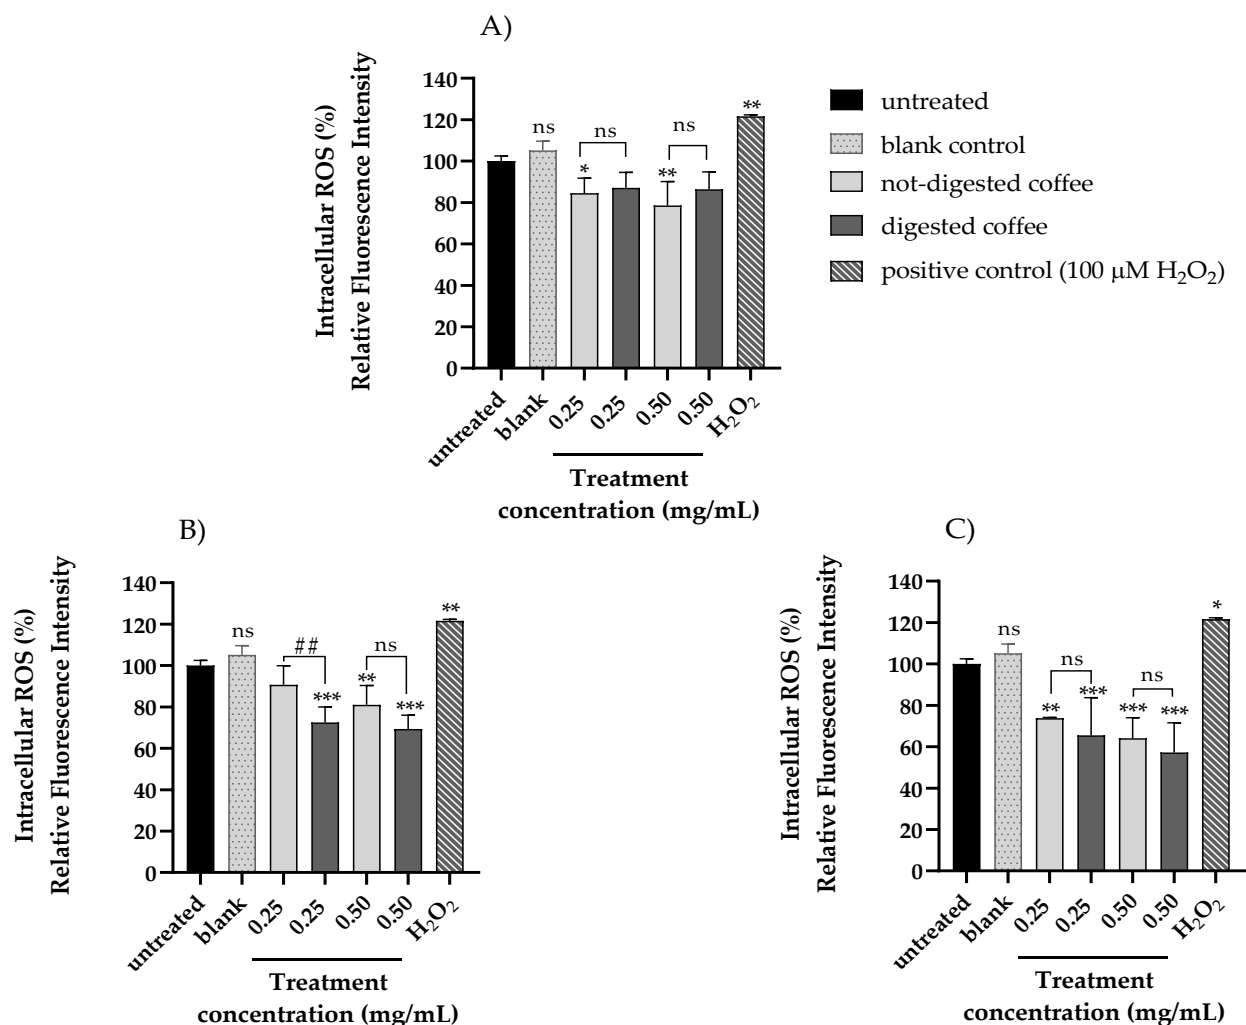 A)
Intracellular ROS (%)
Relative Fluorescence Intensity
140
120
100
80
60
40
20
0
ns
*
ns
**
ns
**
untreated
blank
0.25
0.25
0.50
0.50
H₂O₂
Treatment
concentration (mg/mL)
untreated
blank control
not-digested coffee
digested coffee
positive control (100 µM H₂O₂)
B)
Intracellular ROS (%)
Relative Fluorescence Intensity
140
120
100
80
60
40
20
0
ns
##
***
**
ns
***
**
untreated
blank
0.25
0.25
0.50
0.50
H₂O₂
Treatment
concentration (mg/mL)
C)
Intracellular ROS (%)
Relative Fluorescence Intensity
140
120
100
80
60
40
20
0
ns
**
ns
***
***
ns
***
*
untreated
blank
0.25
0.25
0.50
0.50
H₂O₂
Treatment
concentration (mg/mL)